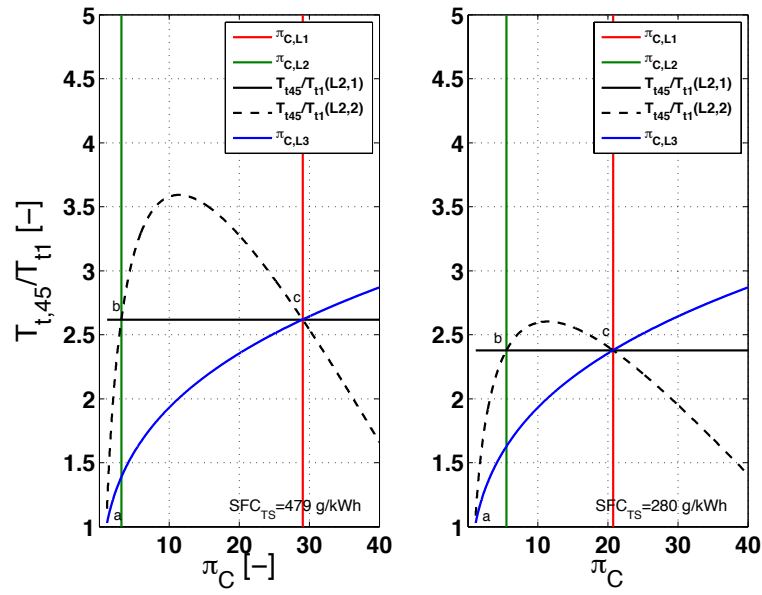 T_{t,45}/T_{t1} [–]
5
4.5
4
3.5
3
2.5
2
1.5
1
π_{C,L1}
π_{C,L2}
T_{t45}/T_{t1}(L2,1)
T_{t45}/T_{t1}(L2,2)
π_{C,L3}
b
c
a
SFC_{TS}=479 g/kWh
10
20
30
40
π_C [–]
5
4.5
4
3.5
3
2.5
2
1.5
1
π_{C,L1}
π_{C,L2}
T_{t45}/T_{t1}(L2,1)
T_{t45}/T_{t1}(L2,2)
π_{C,L3}
b
c
a
SFC_{TS}=280 g/kWh
10
20
30
40
π_C